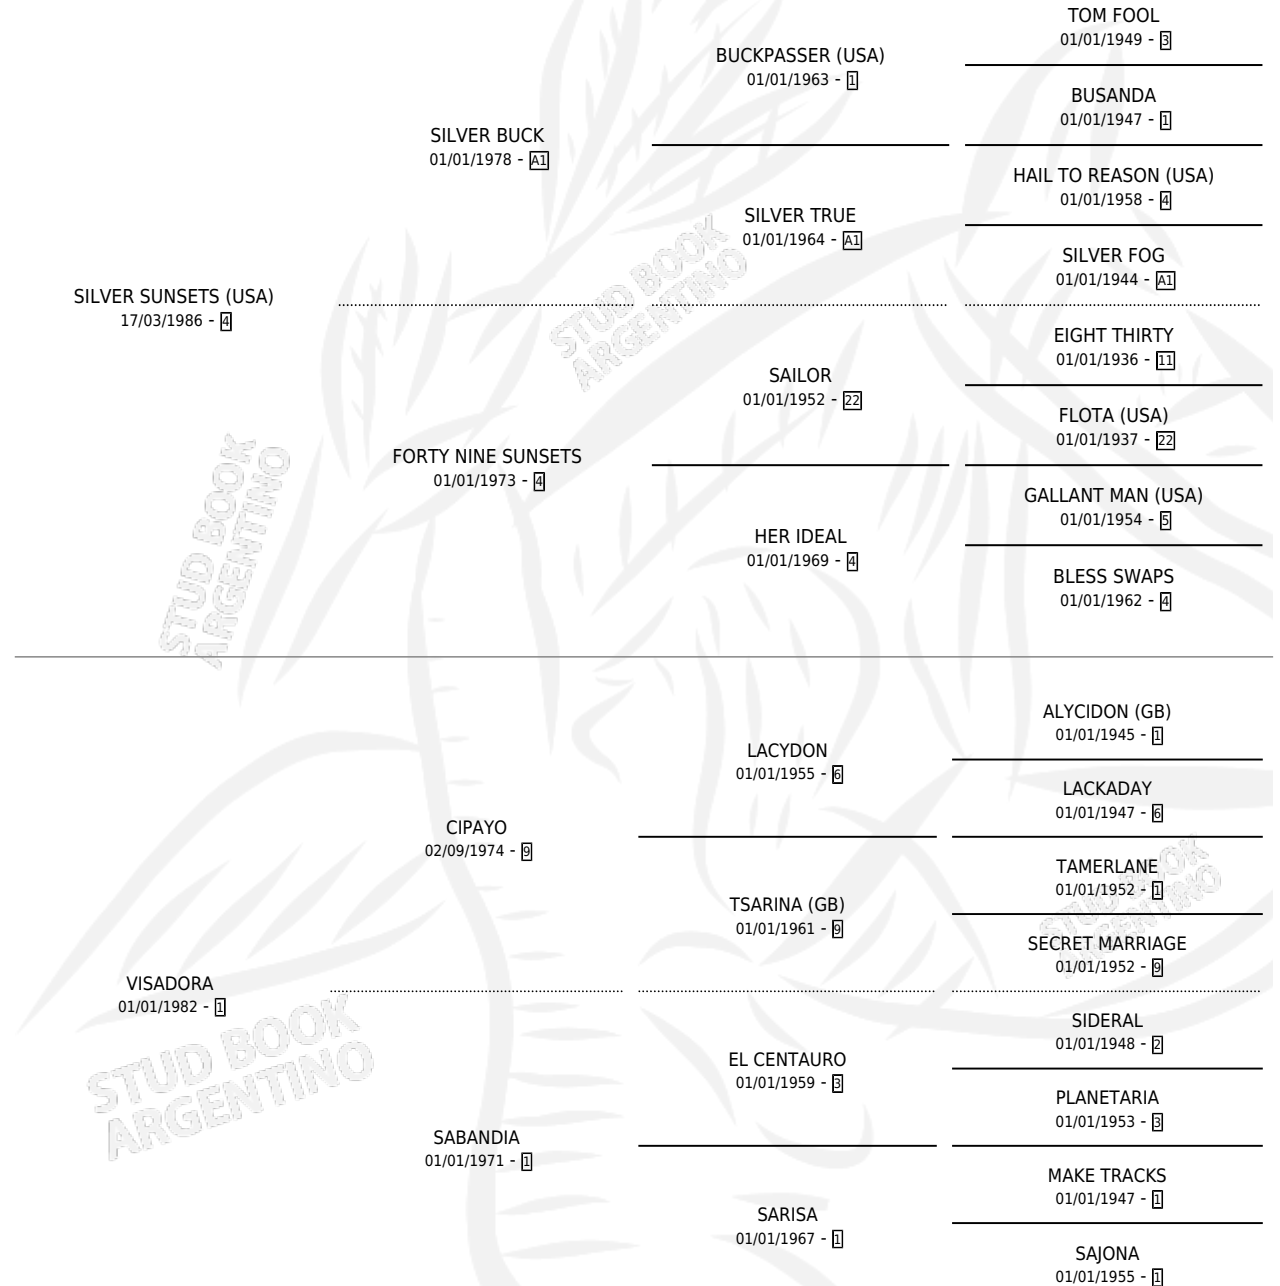 TOM FOOL
01/01/1949 - 3
BUCKPASSER (USA)
01/01/1963 - 1
BUSANDA
01/01/1947 - 1
SILVER BUCK
01/01/1978 - A1
HAIL TO REASON (USA)
01/01/1958 - 4
SILVER TRUE
01/01/1964 - A1
SILVER FOG
01/01/1944 - A1
SILVER SUNSETS (USA)
17/03/1986 - 4
STUD BOOK
ARGENTINO
EIGHT THIRTY
01/01/1936 - 11
SAILOR
01/01/1952 - 22
FLOTA (USA)
01/01/1937 - 22
FORTY NINE SUNSETS
01/01/1973 - 4
GALLANT MAN (USA)
01/01/1954 - 5
HER IDEAL
01/01/1969 - 4
BLESS SWAPS
01/01/1962 - 4
STUD BOOK
ARGENTINO
ALYCIDON (GB)
01/01/1945 - 1
LACYDON
01/01/1955 - 6
LACKADAY
01/01/1947 - 6
CIPAYO
02/09/1974 - 9
TAMERLANE
01/01/1952 - 1
TSARINA (GB)
01/01/1961 - 9
SECRET MARRIAGE
01/01/1952 - 9
STUD BOOK
ARGENTINO
VISADORA
01/01/1982 - 1
SIDERAL
01/01/1948 - 2
EL CENTAURO
01/01/1959 - 3
PLANETARIA
01/01/1953 - 3
STUD BOOK
ARGENTINO
SABANDIA
01/01/1971 - 1
MAKE TRACKS
01/01/1947 - 1
SARISA
01/01/1967 - 1
SAJONA
01/01/1955 - 1